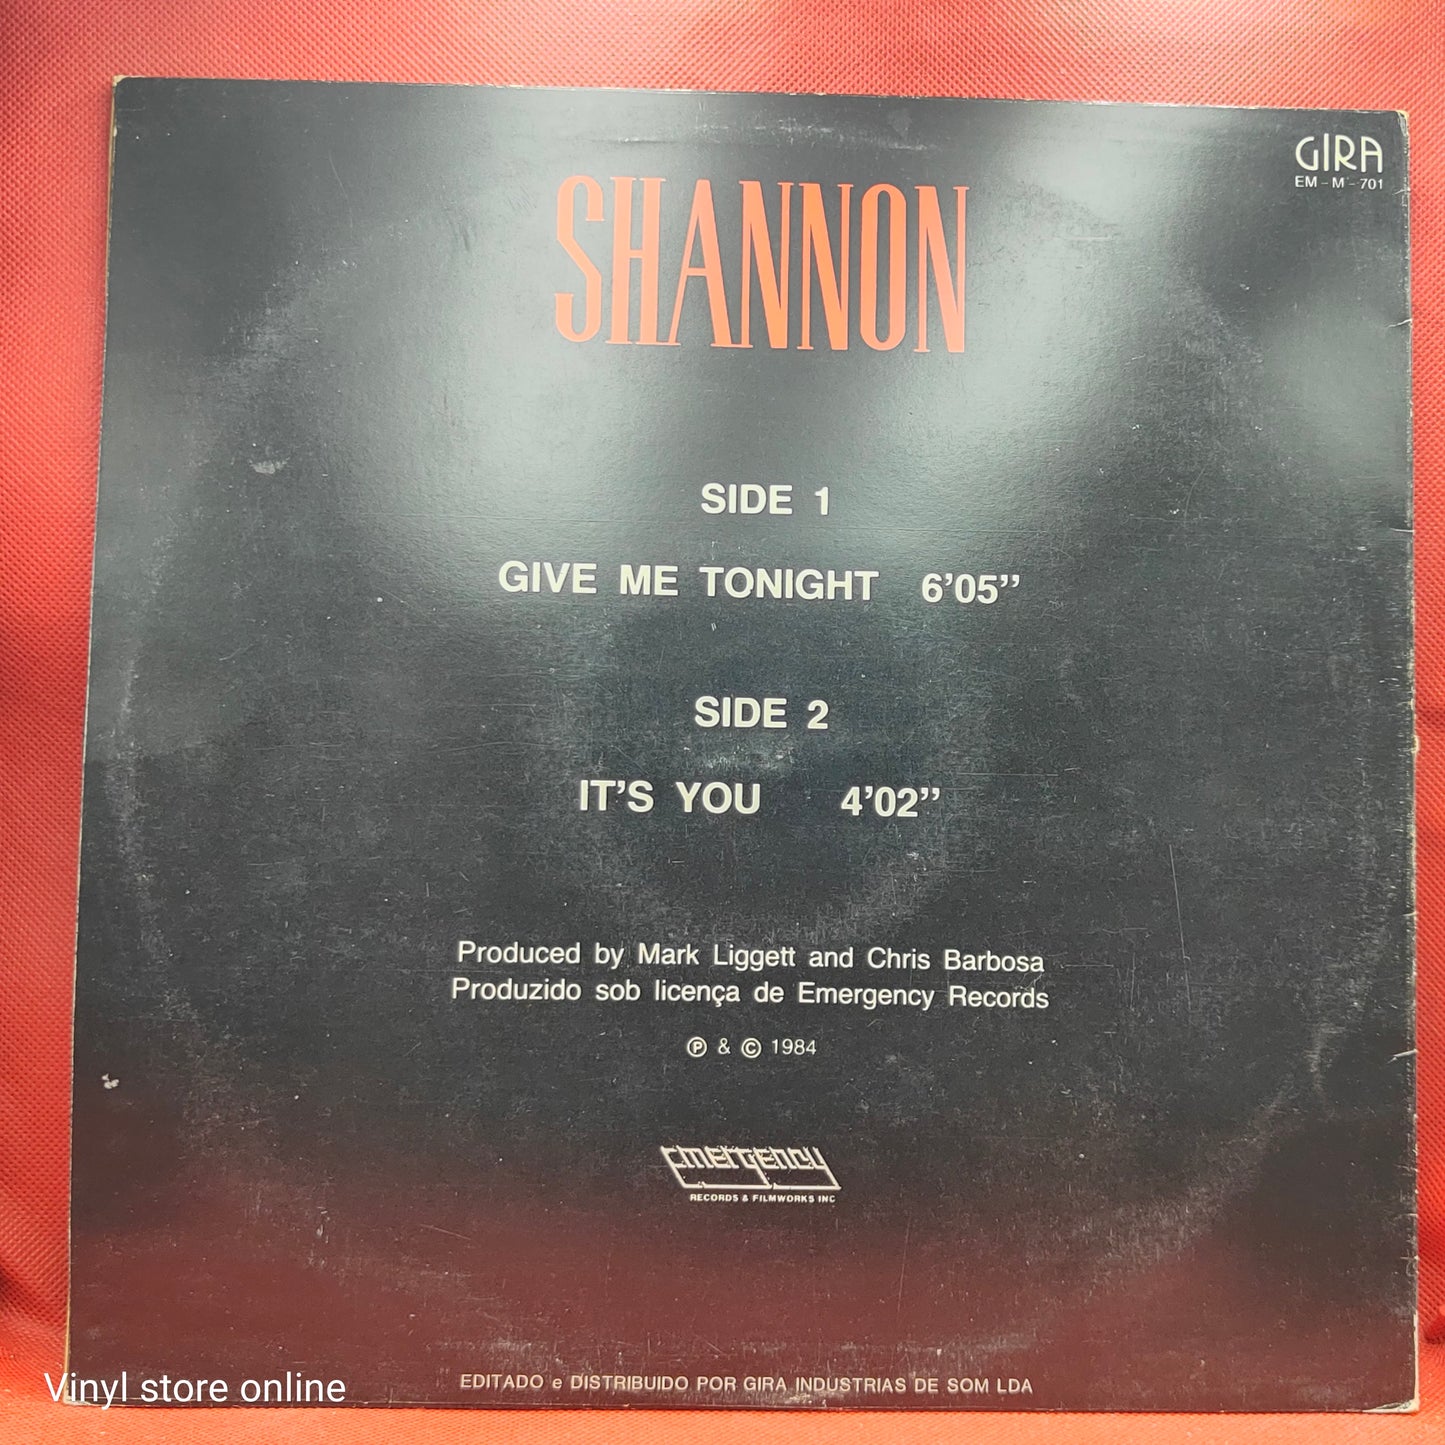 GIRA
EM - M - 701
SHANNON
SIDE 1
GIVE ME TONIGHT 6’05’’
SIDE 2
IT’S YOU 4’02’’
Produced by Mark Liggett and Chris Barbosa
Produzido sob licença de Emergency Records
℗ & © 1984
Emergency
RECORDS & FILMWORKS INC
EDITADO e DISTRIBUIDO POR GIRA INDUSTRIAS DE SOM LDA
Vinyl store online